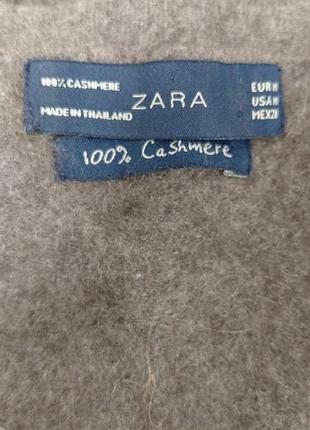 100% CASHMERE
MADE IN THAILAND
ZARA
EUR M
USA M
MEX 28
100% Cashmere